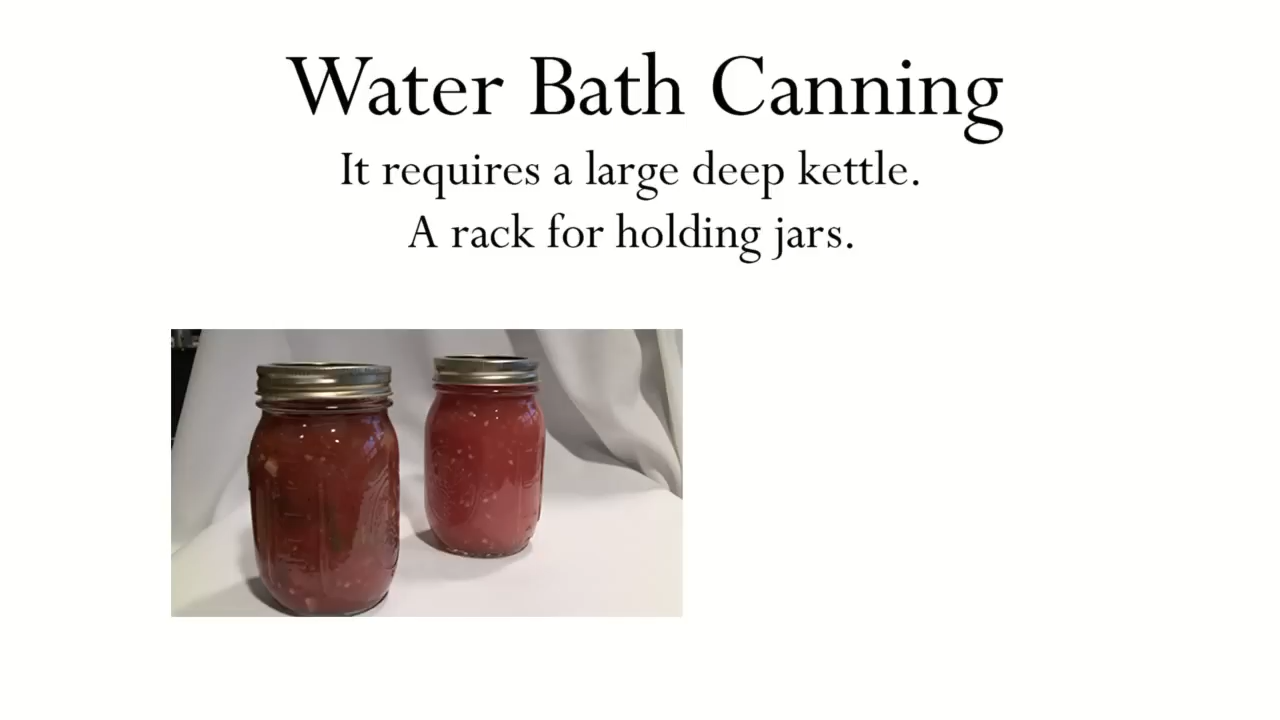 Water Bath Canning
It requires a large deep kettle.
A rack for holding jars.